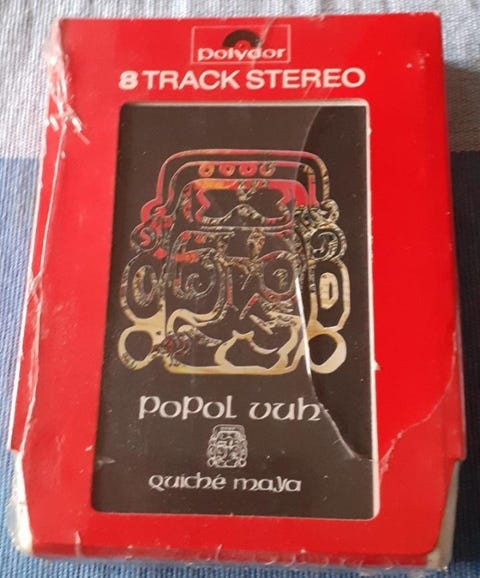 polydor
8 TRACK STEREO
PoPol vuh
quiché maya